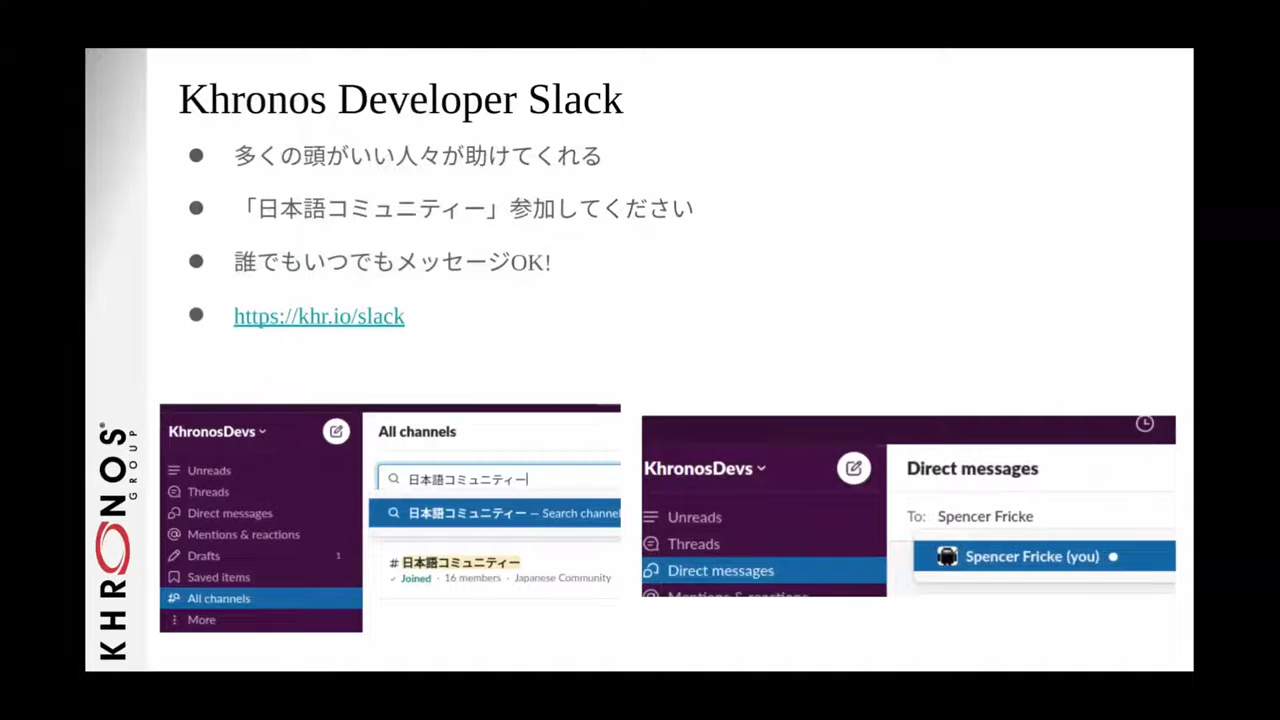 Khronos Developer Slack
● 多くの頭がいい人々が助けてくれる
● 「日本語コミュニティー」参加してください
● 誰でもいつでもメッセージOK!
● https://khr.io/slack
KHRONOS®
GROUP
KhronosDevs
Unreads
Threads
Direct messages
Mentions & reactions
Drafts 1
Saved items
All channels
More
All channels
日本語コミュニティー
日本語コミュニティー — Search channel
# 日本語コミュニティー
✓ Joined · 16 members · Japanese Community
KhronosDevs
Unreads
Threads
Direct messages
Mentions & reactions
Direct messages
To: Spencer Fricke
Spencer Fricke (you)